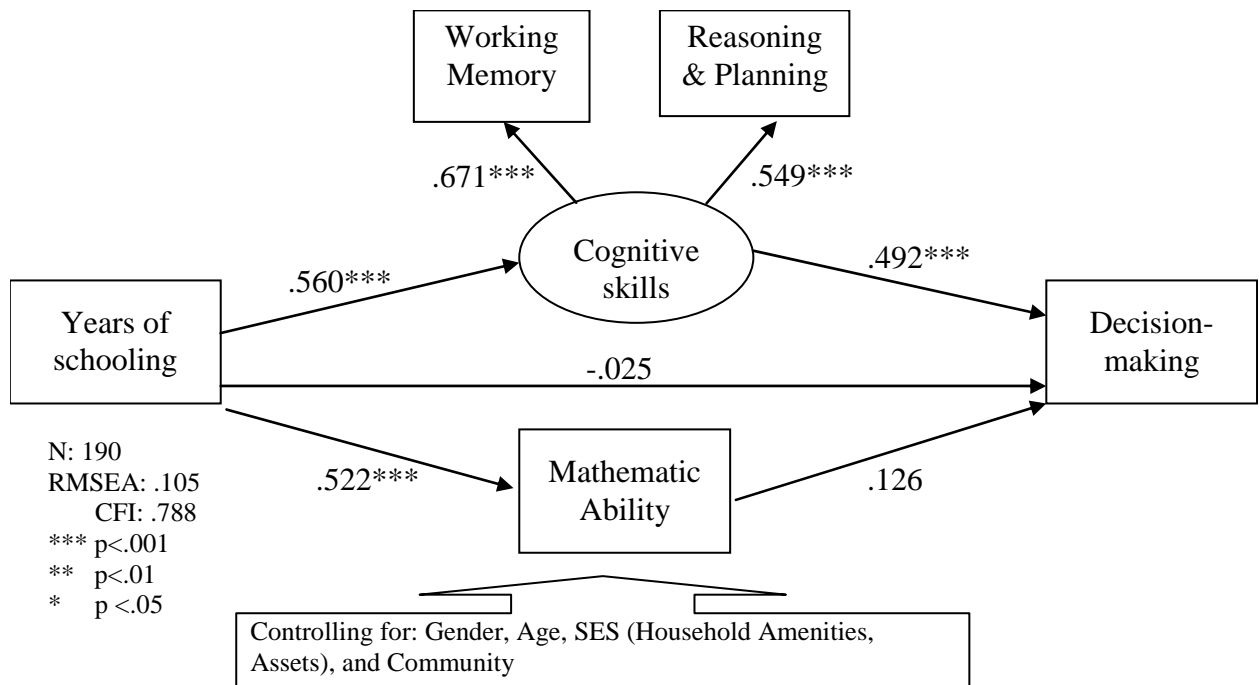 Working
Memory
Reasoning
& Planning
.671***
.549***
Cognitive
skills
.560***
.492***
Years of
schooling
-.025
Decision-
making
N: 190
RMSEA: .105
CFI: .788
*** p<.001
** p<.01
* p <.05
.522***
Mathematic
Ability
.126
Controlling for: Gender, Age, SES (Household Amenities,
Assets), and Community